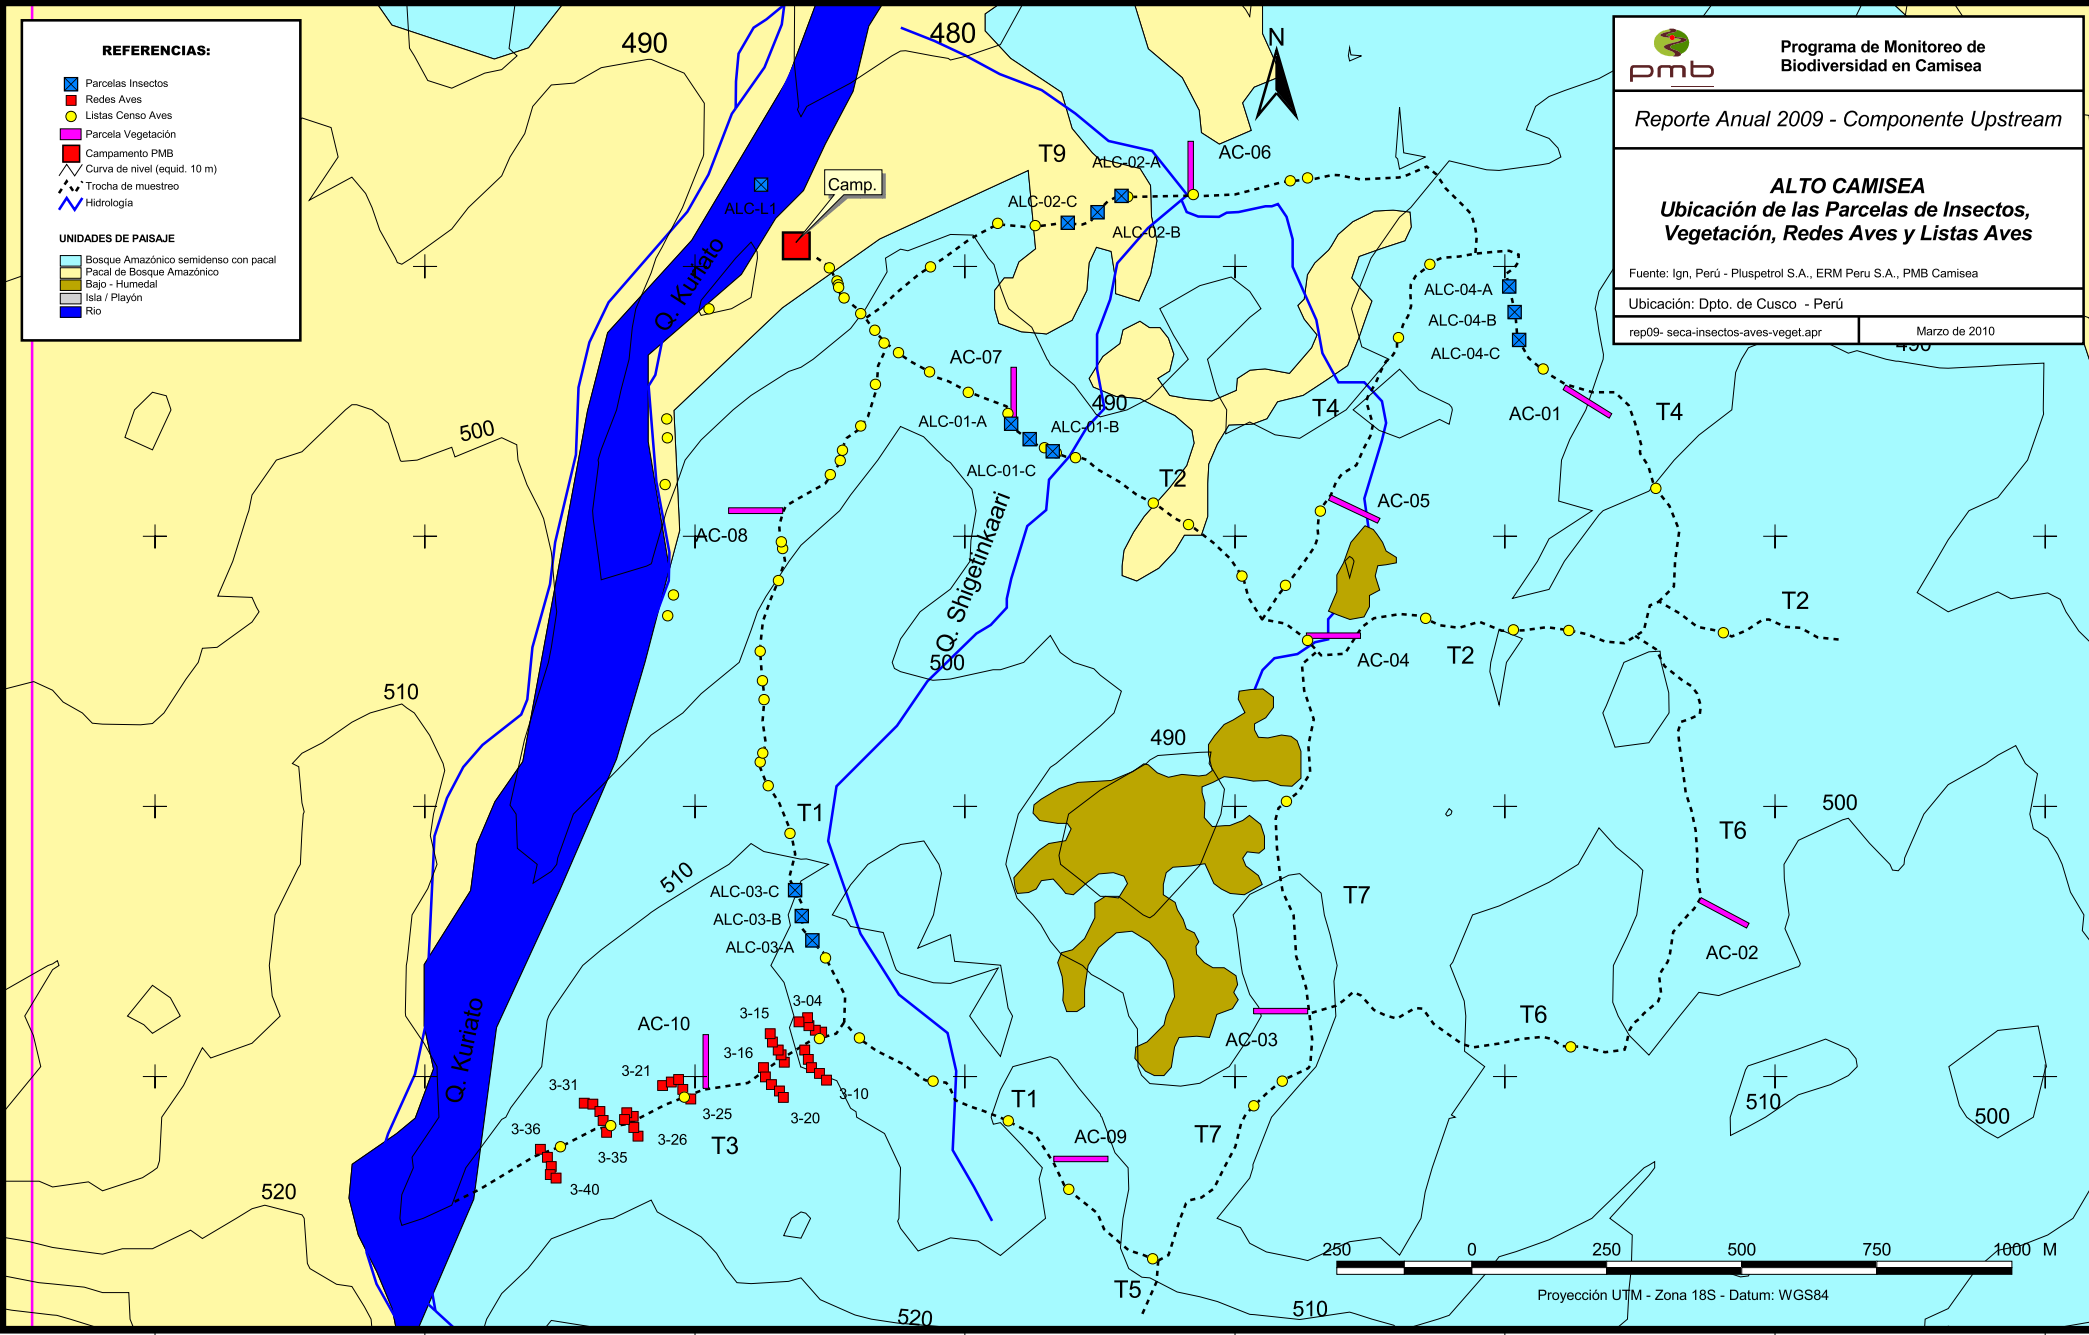 REFERENCIAS:
Parcelas Insectos
Redes Aves
Listas Censo Aves
Parcela Vegetación
Campamento PMB
Curva de nivel (equid. 10 m)
Trocha de muestreo
Hidrología
UNIDADES DE PAISAJE
Bosque Amazónico semidenso con pacal
Pacal de Bosque Amazónico
Bajo - Humedal
Isla / Playón
Rio
pmb
Programa de Monitoreo de
Biodiversidad en Camisea
Reporte Anual 2009 - Componente Upstream
ALTO CAMISEA
Ubicación de las Parcelas de Insectos,
Vegetación, Redes Aves y Listas Aves
Fuente: Ign, Perú - Pluspetrol S.A., ERM Peru S.A., PMB Camisea
Ubicación: Dpto. de Cusco - Perú
rep09- seca-insectos-aves-veget.apr
Marzo de 2010
490
480
N
T9
ALC-02-A
AC-06
Camp.
ALC-L1
ALC-02-C
ALC-02-B
Q. Kuriato
ALC-04-A
ALC-04-B
ALC-04-C
490
AC-07
490
T4
AC-01
T4
ALC-01-A
ALC-01-B
500
ALC-01-C
T2
AC-05
AC-08
Q. Shigetinkaari
T2
500
AC-04
T2
510
490
T1
500
T6
510
ALC-03-C
T7
ALC-03-B
ALC-03-A
AC-02
3-04
3-15
T6
AC-10
Q. Kuriato
AC-03
3-16
3-21
3-31
3-10
T1
510
3-25
3-20
500
3-36
3-26
T3
AC-09
T7
3-35
3-40
520
250
0
250
500
750
1000 M
T5
Proyección UTM - Zona 18S - Datum: WGS84
510
520